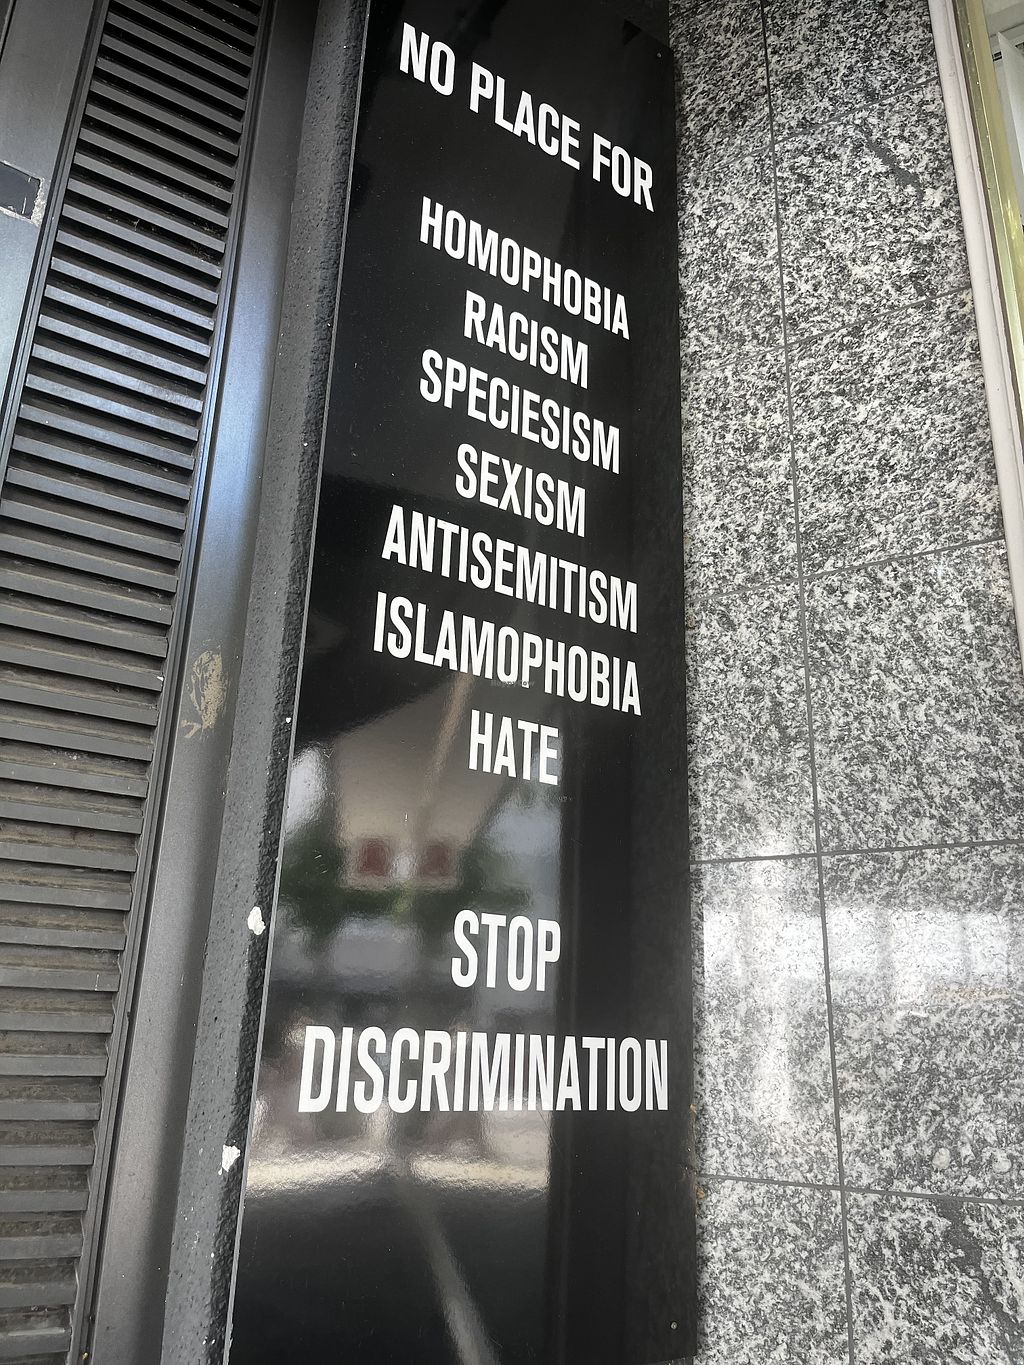 NO PLACE FOR
HOMOPHOBIA
RACISM
SPECIESISM
SEXISM
ANTISEMITISM
ISLAMOPHOBIA
HATE
STOP
DISCRIMINATION